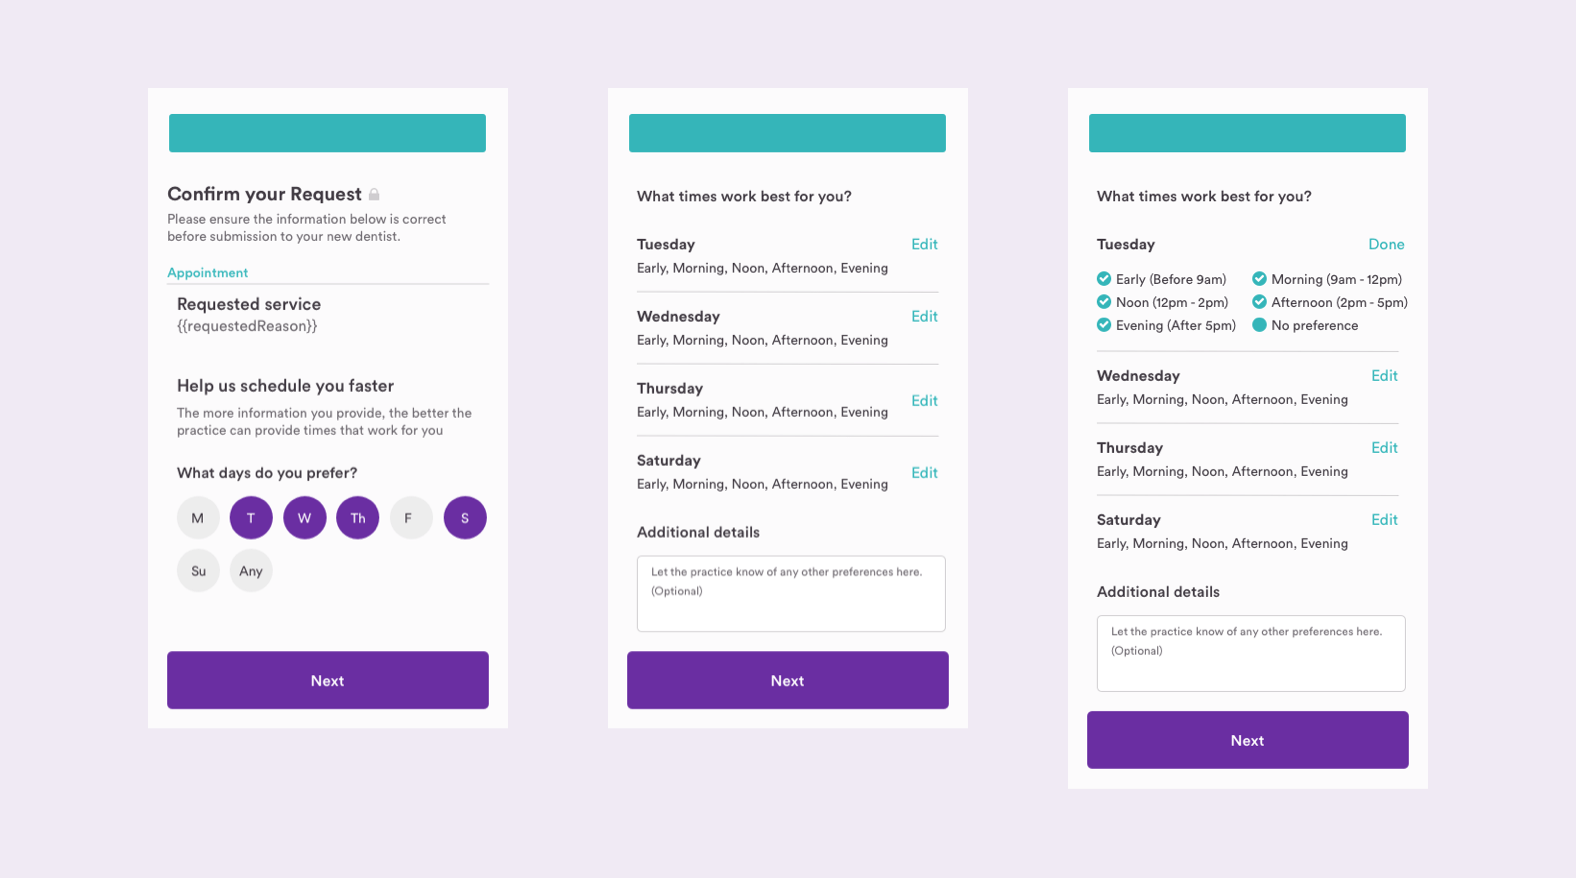 Confirm your Request
Please ensure the information below is correct
before submission to your new dentist.
Appointment
Requested service
{{requestedReason}}
Help us schedule you faster
The more information you provide, the better the
practice can provide times that work for you
What days do you prefer?
M T W Th F S
Su Any
Next
What times work best for you?
Tuesday Edit
Early, Morning, Noon, Afternoon, Evening
Wednesday Edit
Early, Morning, Noon, Afternoon, Evening
Thursday
Edit
Early, Morning, Noon, Afternoon, Evening
Saturday
Edit
Early, Morning, Noon, Afternoon, Evening
Additional details
Let the practice know of any other preferences here.
(Optional)
Next
What times work best for you?
Tuesday Done
Early (Before 9am) Morning (9am - 12pm)
Noon (12pm - 2pm) Afternoon (2pm - 5pm)
Evening (After 5pm) No preference
Wednesday Edit
Early, Morning, Noon, Afternoon, Evening
Thursday Edit
Early, Morning, Noon, Afternoon, Evening
Saturday Edit
Early, Morning, Noon, Afternoon, Evening
Additional details
Let the practice know of any other preferences here.
(Optional)
Next